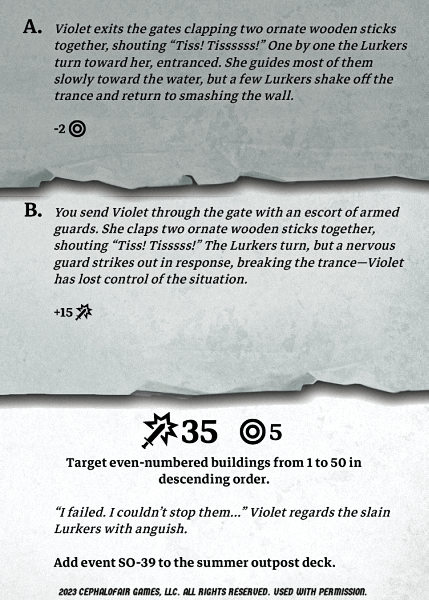 A. Violet exits the gates clapping two ornate wooden sticks
together, shouting “Tiss! Tissssss!” One by one the Lurkers
turn toward her, entranced. She guides most of them
slowly toward the water, but a few Lurkers shake off the
trance and return to smashing the wall.
-2
B. You send Violet through the gate with an escort of armed
guards. She claps two ornate wooden sticks together,
shouting “Tiss! Tisssss!” The Lurkers turn, but a nervous
guard strikes out in response, breaking the trance—Violet
has lost control of the situation.
+15
35 5
Target even-numbered buildings from 1 to 50 in
descending order.
“I failed. I couldn’t stop them...” Violet regards the slain
Lurkers with anguish.
Add event SO-39 to the summer outpost deck.
2023 CEPHALOFAIR GAMES, LLC. ALL RIGHTS RESERVED. USED WITH PERMISSION.